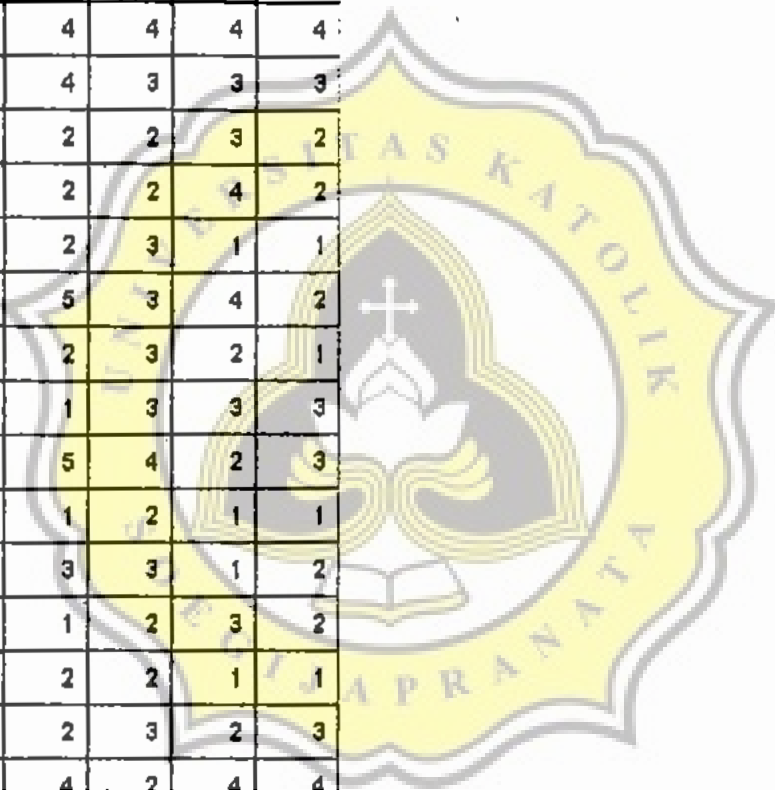 4 4 4 4
4 3 3 3
2 2 3 2
2 2 4 2
2 3 1 1
5 3 4 2
2 3 2 1
1 3 3 3
5 4 2 3
1 2 1 1
3 3 1 2
1 2 3 2
2 2 1 1
2 3 2 3
4 2 4 4
UNIVERSITAS KATOLIK
SOEGIJAPRANATA